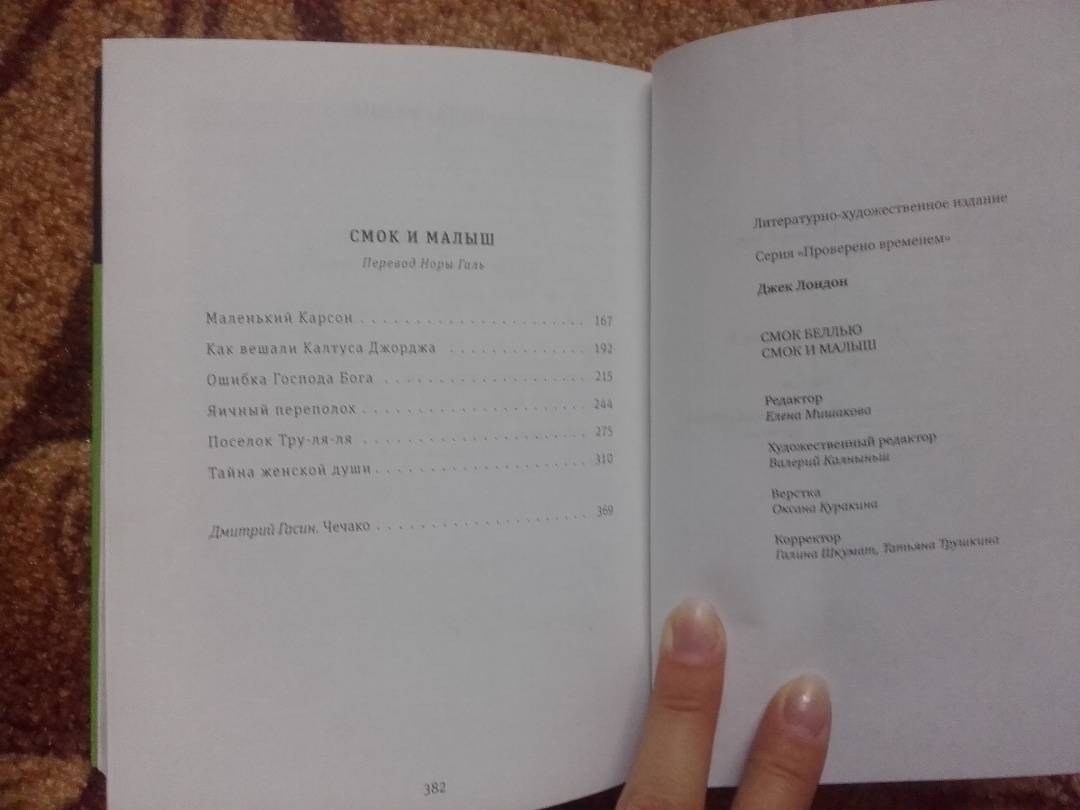 СМОК И МАЛЫШ
Перевод Норы Галь
Маленький Карсон . . . . . . . . . . . . . . . . . . . . . . . 167
Как вешали Калтуса Джорджа . . . . . . . . . . . . . . 192
Ошибка Господа Бога . . . . . . . . . . . . . . . . . . . . . 215
Яичный переполох . . . . . . . . . . . . . . . . . . . . . . . 244
Поселок Тру-ля-ля . . . . . . . . . . . . . . . . . . . . . . . 275
Тайна женской души . . . . . . . . . . . . . . . . . . . . . . 310
Дмитрий Гасин. Чечако . . . . . . . . . . . . . . . . . . . . . 369
382
Литературно-художественное издание
Серия «Проверено временем»
Джек Лондон
СМОК БЕЛЛЬЮ
СМОК И МАЛЫШ
Редактор
Елена Мишакова
Художественный редактор
Валерий Калныньш
Верстка
Оксана Куракина
Корректор
Галина Шкумат, Татьяна Трушкина